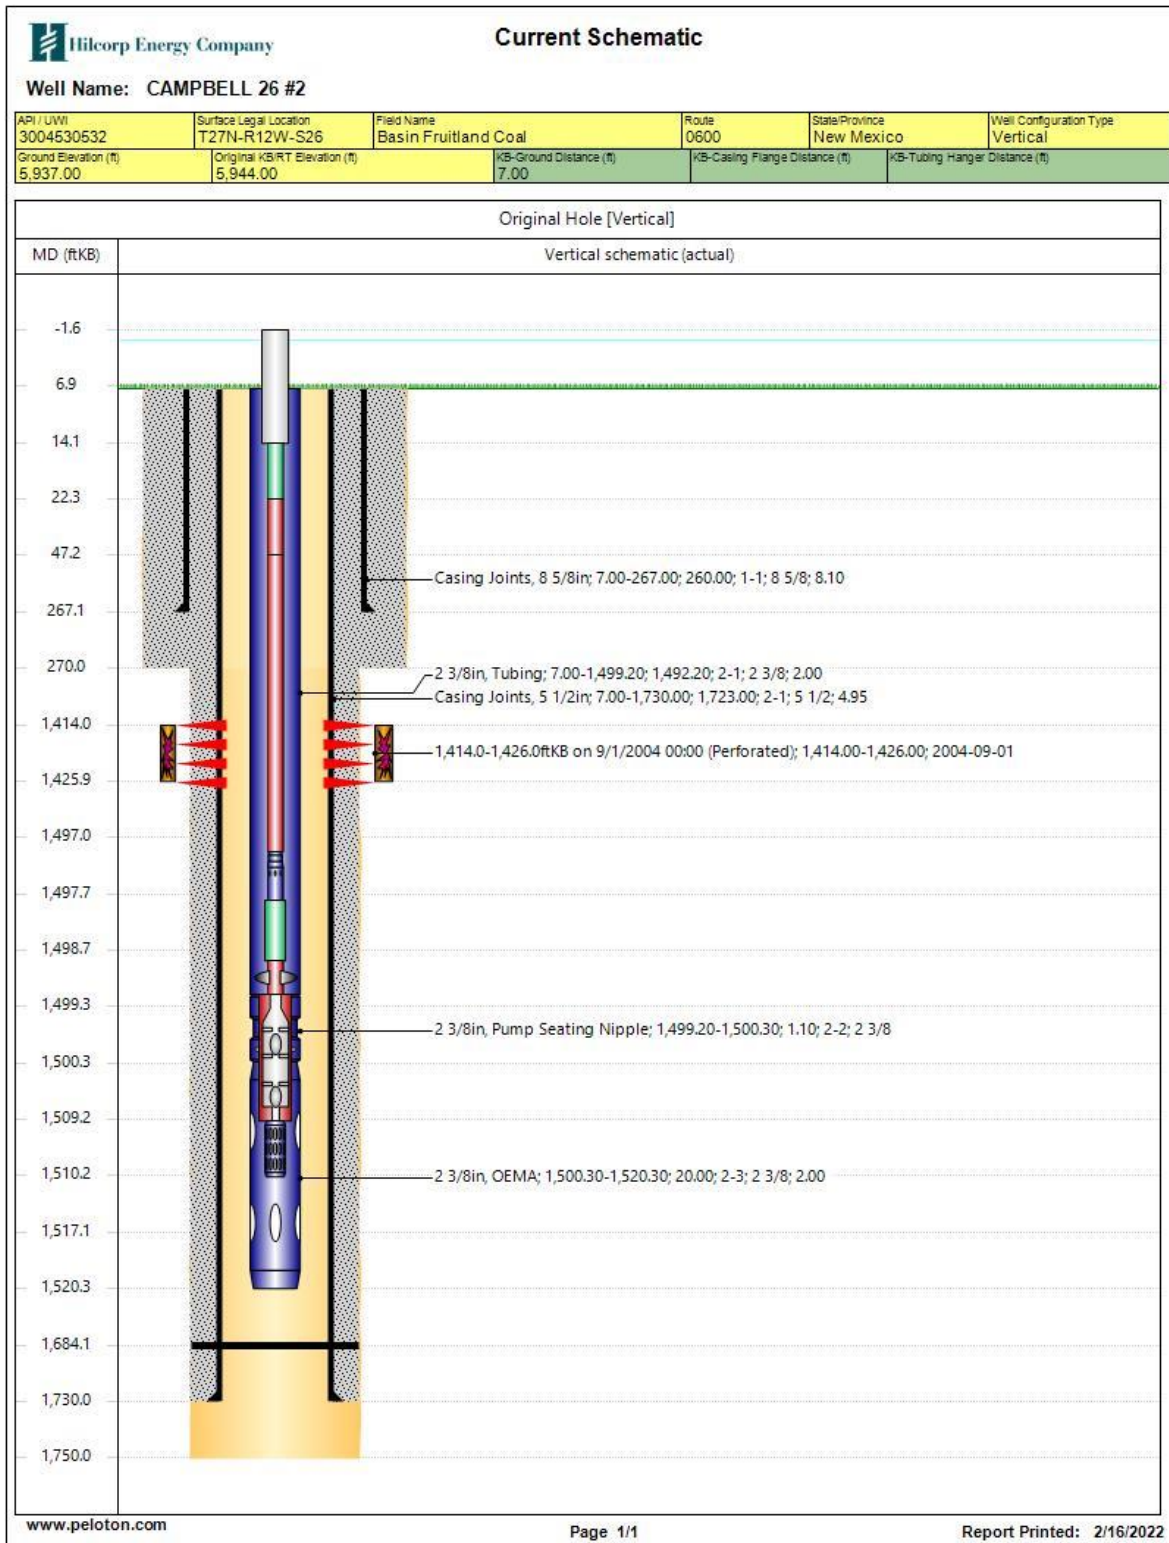 Hilcorp Energy Company
Current Schematic
Well Name: CAMPBELL 26 #2
API / UWI Surface Legal Location Field Name Route State/Province Well Configuration Type
3004530532 T27N-R12W-S26 Basin Fruitland Coal 0600 New Mexico Vertical
Ground Elevation (ft) Original KB/RT Elevation (ft) KB-Ground Distance (ft) KB-Casing Flange Distance (ft) KB-Tubing Hanger Distance (ft)
5,937.00 5,944.00 7.00
Original Hole [Vertical]
MD (ftKB) Vertical schematic (actual)
-1.6
6.9
14.1
22.3
47.2
Casing Joints, 8 5/8in; 7.00-267.00; 260.00; 1-1; 8 5/8; 8.10
267.1
270.0
2 3/8in, Tubing; 7.00-1,499.20; 1,492.20; 2-1; 2 3/8; 2.00
Casing Joints, 5 1/2in; 7.00-1,730.00; 1,723.00; 2-1; 5 1/2; 4.95
1,414.0
1,414.0-1,426.0ftKB on 9/1/2004 00:00 (Perforated); 1,414.00-1,426.00; 2004-09-01
1,425.9
1,497.0
1,497.7
1,498.7
1,499.3
2 3/8in, Pump Seating Nipple; 1,499.20-1,500.30; 1.10; 2-2; 2 3/8
1,500.3
1,509.2
1,510.2
2 3/8in, OEMA; 1,500.30-1,520.30; 20.00; 2-3; 2 3/8; 2.00
1,517.1
1,520.3
1,684.1
1,730.0
1,750.0
www.peloton.com
Page 1/1
Report Printed: 2/16/2022